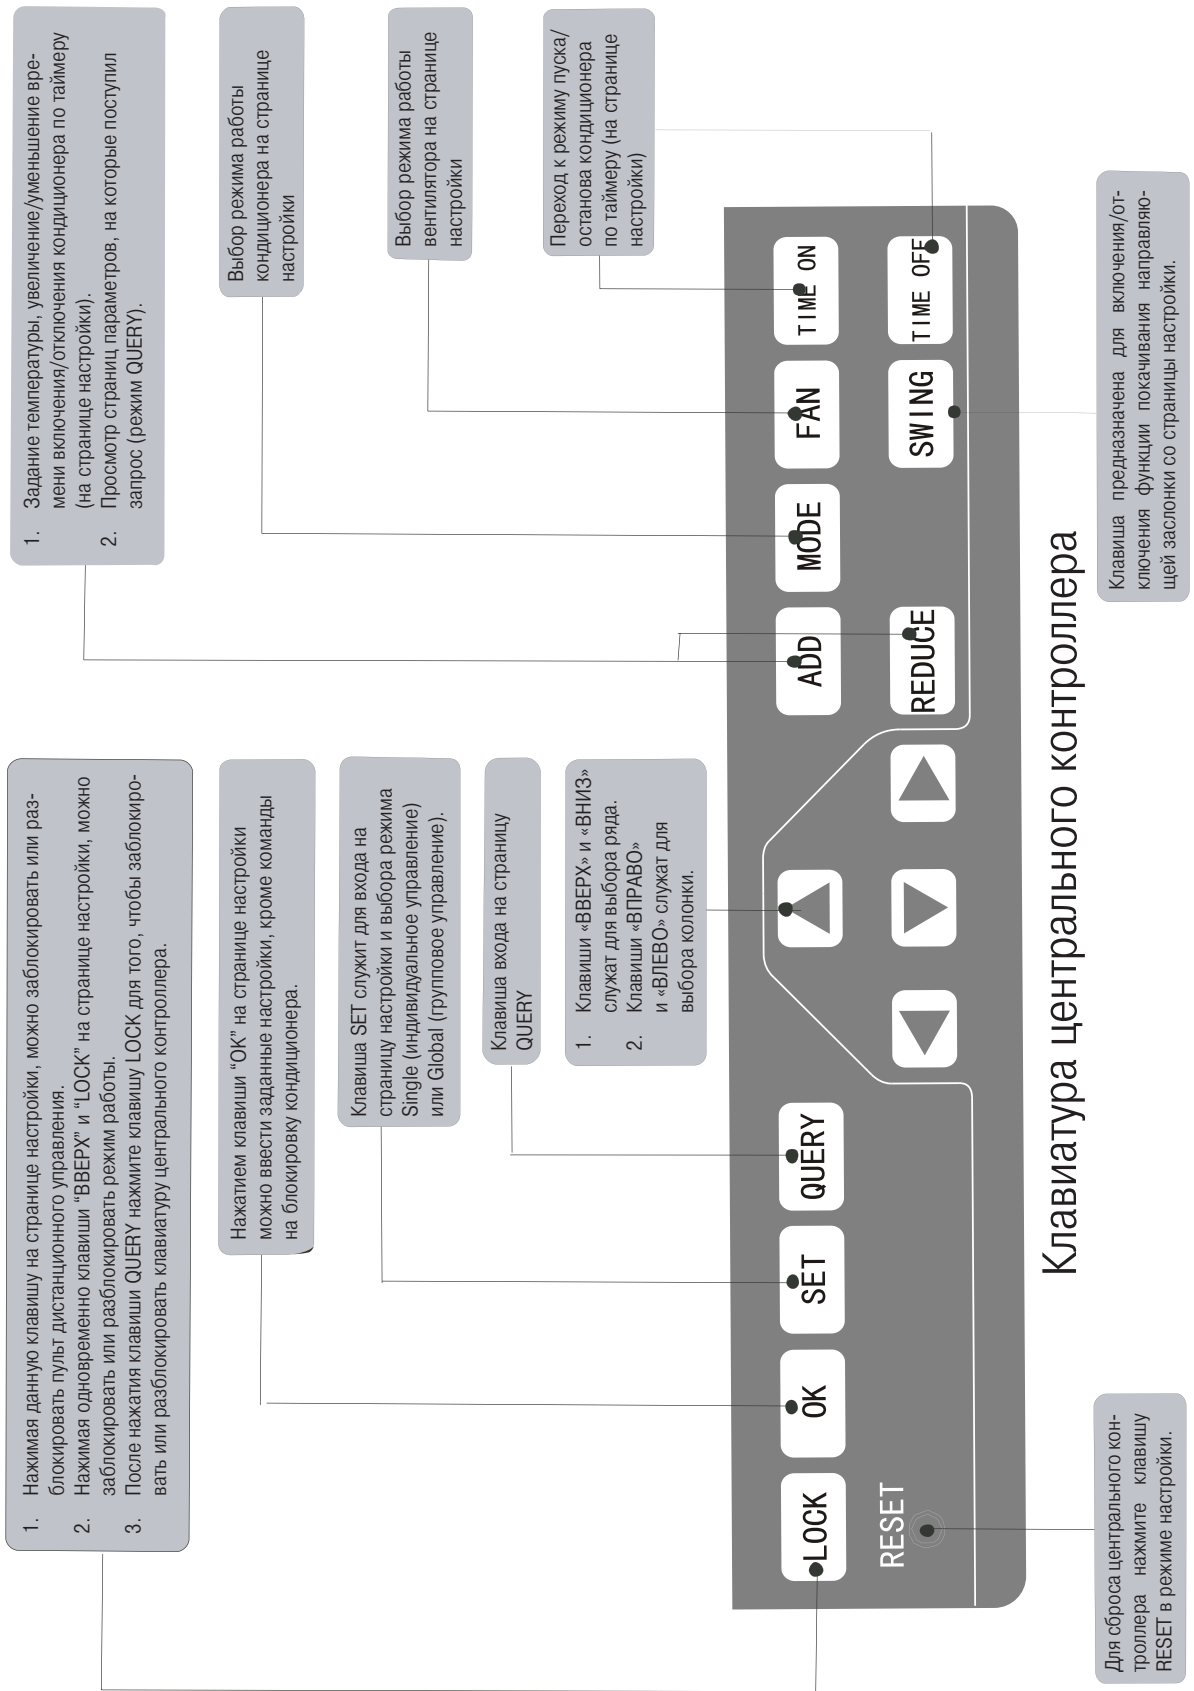 1. Нажимая данную клавишу на странице настройки, можно заблокировать или раз-
блокировать пульт дистанционного управления.
2. Нажимая одновременно клавиши “ВВЕРХ” и “LOCK” на странице настройки, можно
заблокировать или разблокировать режим работы.
3. После нажатия клавиши QUERY нажмите клавишу LOCK для того, чтобы заблокиро-
вать или разблокировать клавиатуру центрального контроллера.
1. Задание температуры, увеличение/уменьшение вре-
мени включения/отключения кондиционера по таймеру
(на странице настройки).
2. Просмотр страниц параметров, на которые поступил
запрос (режим QUERY).
Нажатием клавиши “OK” на странице настройки
можно ввести заданные настройки, кроме команды
на блокировку кондиционера.
Выбор режима работы
кондиционера на странице
настройки
Клавиша SET служит для входа на
страницу настройки и выбора режима
Single (индивидуальное управление)
или Global (групповое управление).
Выбор режима работы
вентилятора на странице
настройки
Клавиша входа на страницу
QUERY
1. Клавиши «ВВЕРХ» и «ВНИЗ»
служат для выбора ряда.
2. Клавиши «ВПРАВО»
и «ВЛЕВО» служат для
выбора колонки.
Переход к режиму пуска/
останова кондиционера
по таймеру (на странице
настройки)
LOCK
OK
SET
QUERY
ADD
MODE
FAN
TIME ON
RESET
REDUCE
SWING
TIME OFF
Клавиатура центрального контроллера
Для сброса центрального кон-
троллера нажмите клавишу
RESET в режиме настройки.
Клавиша предназначена для включения/от-
ключения функции покачивания направляю-
щей заслонки со страницы настройки.